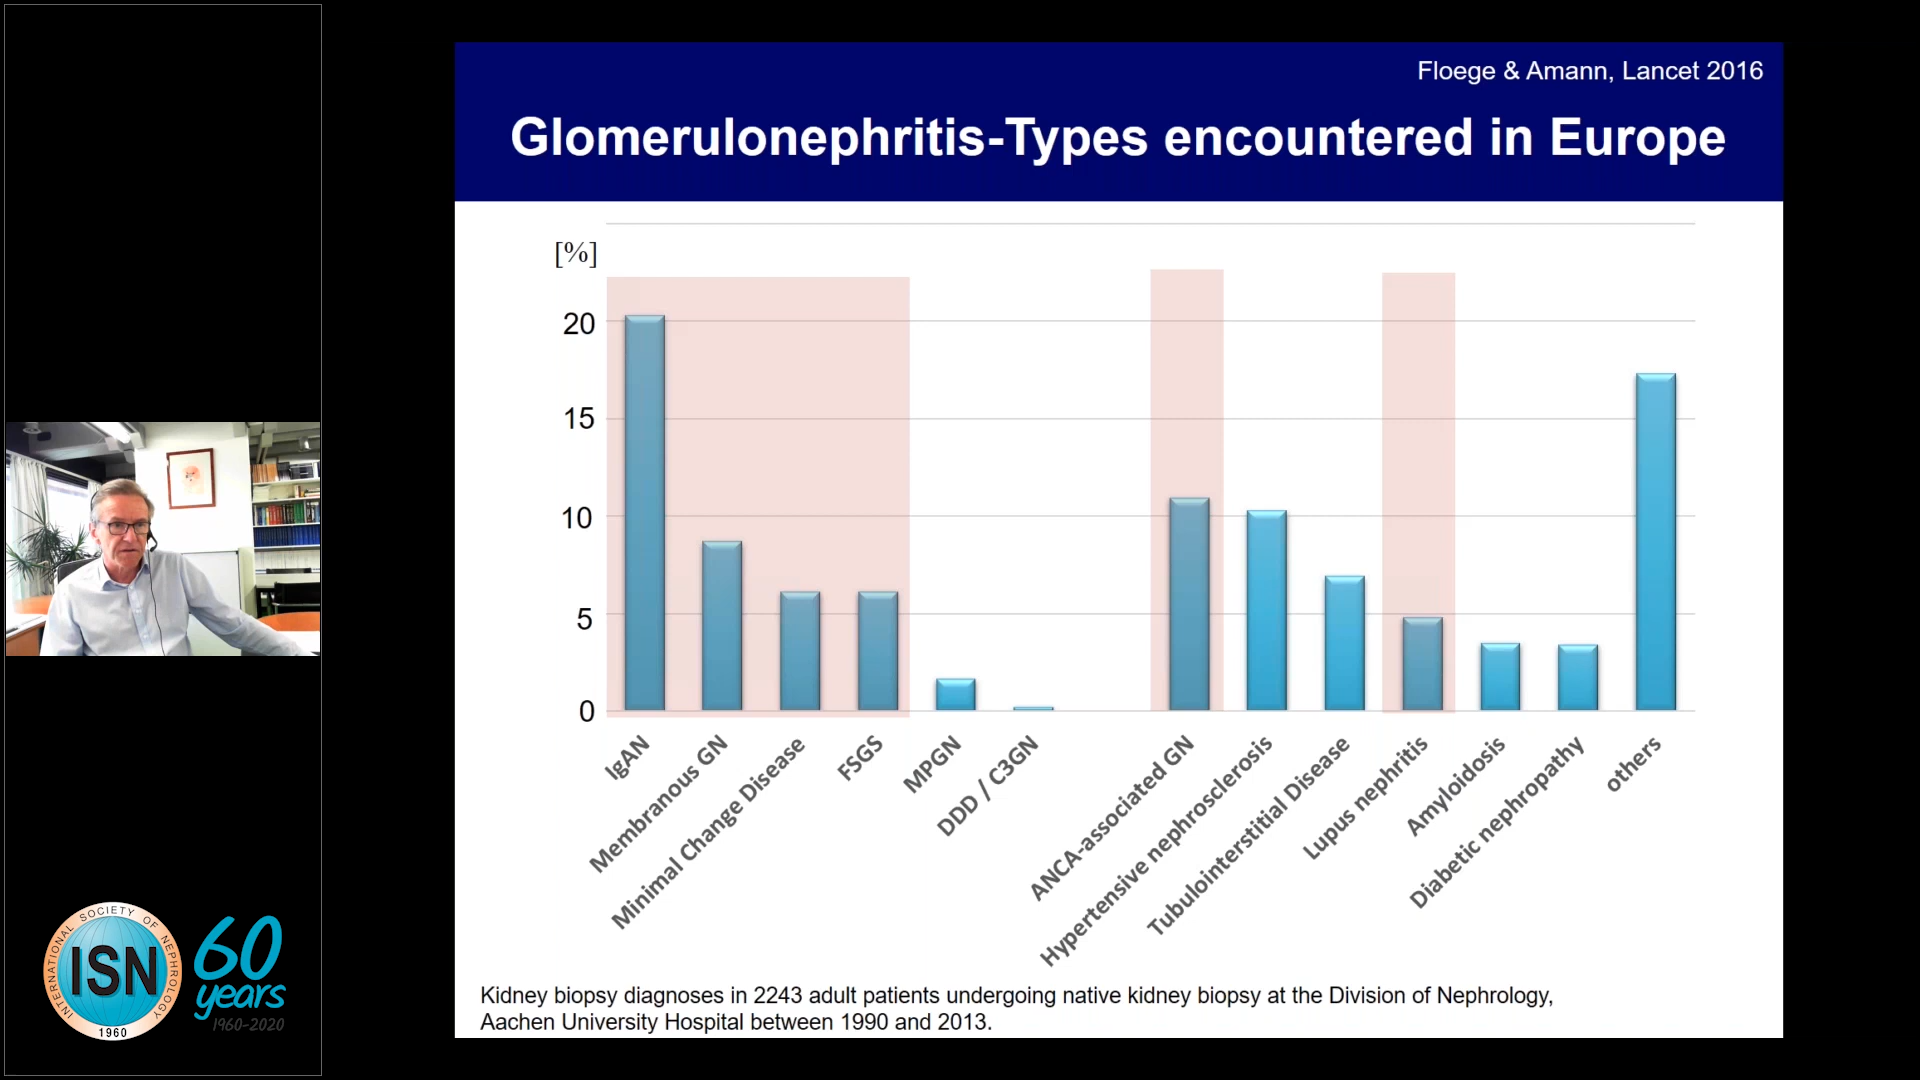 Floege & Amann, Lancet 2016
Glomerulonephritis-Types encountered in Europe
[%]
20
15
10
5
0
IgAN
Membranous GN
Minimal Change Disease
FSGS
MPGN
DDD / C3GN
ANCA-associated GN
Hypertensive nephrosclerosis
Tubulointerstitial Disease
Lupus nephritis
Amyloidosis
Diabetic nephropathy
others
Kidney biopsy diagnoses in 2243 adult patients undergoing native kidney biopsy at the Division of Nephrology,
Aachen University Hospital between 1990 and 2013.
INTERNATIONAL SOCIETY OF NEPHROLOGY
ISN
1960
60
years
1960-2020